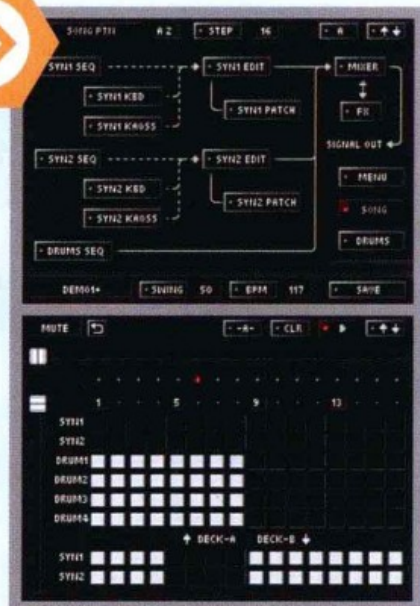 SONG PTN A2 STEP 16 A
SYN1 SEQ SYN1 EDIT MIXER
SYN1 KBD SYN1 PATCH
SYN1 KAOSS FX
SYN2 SEQ SYN2 EDIT SIGNAL OUT
SYN2 KBD SYN2 PATCH MENU
SYN2 KAOSS SONG
DRUMS SEQ DRUMS
DEMO1+ SWING 50 BPM 117 SAVE
MUTE -A- CLR
1 5 9 13
SYN1
SYN2
DRUM1
DRUM2
DRUM3
DRUM4
DECK-A DECK-B
SYN1
SYN2